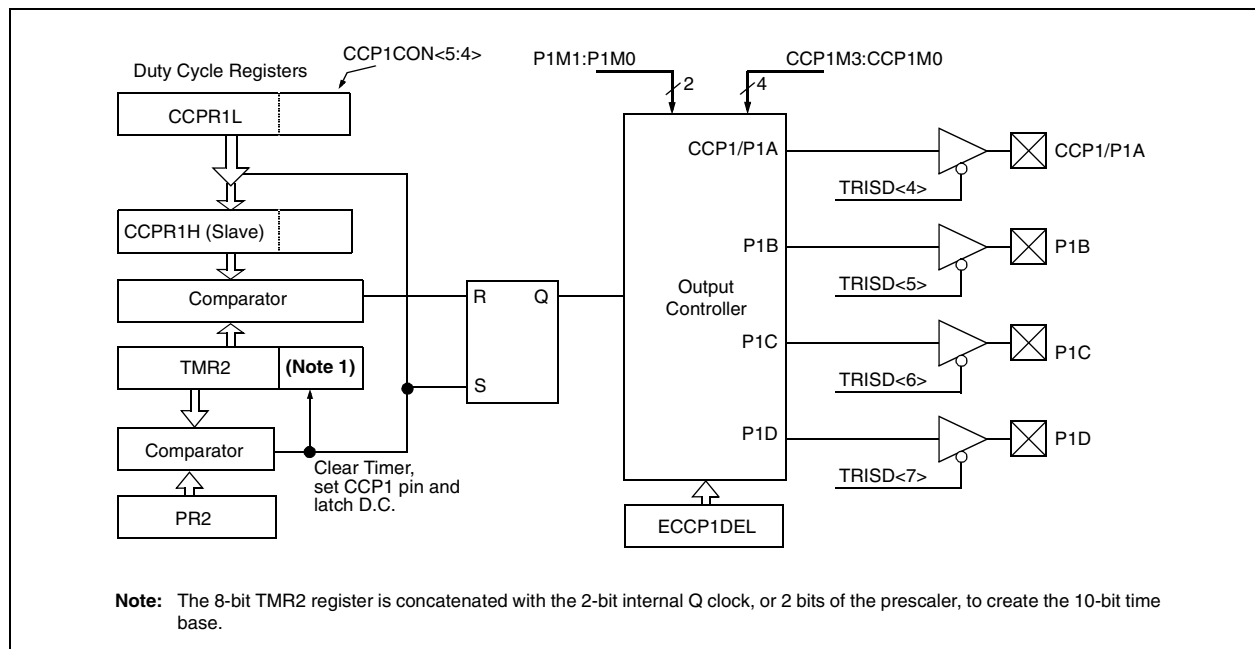 CCP1CON<5:4>
Duty Cycle Registers
CCPR1L
CCPR1H (Slave)
Comparator
TMR2
(Note 1)
Comparator
Clear Timer,
set CCP1 pin and
latch D.C.
PR2
R
Q
S
P1M1:P1M0
2
CCP1M3:CCP1M0
4
Output
Controller
CCP1/P1A
P1B
P1C
P1D
ECCP1DEL
TRISD<4>
CCP1/P1A
TRISD<5>
P1B
TRISD<6>
P1C
TRISD<7>
P1D
Note: The 8-bit TMR2 register is concatenated with the 2-bit internal Q clock, or 2 bits of the prescaler, to create the 10-bit time
base.